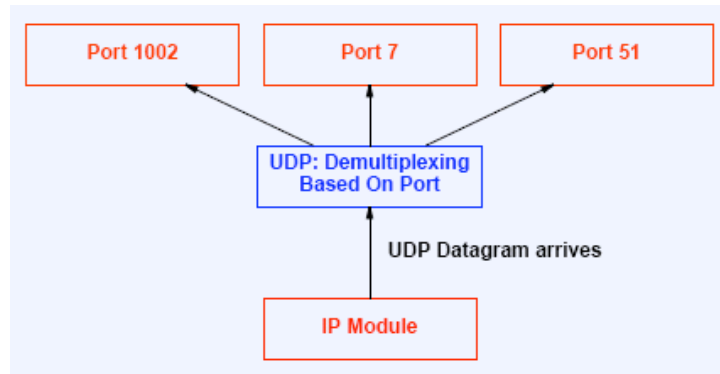 Port 1002
Port 7
Port 51
UDP: Demultiplexing
Based On Port
UDP Datagram arrives
IP Module